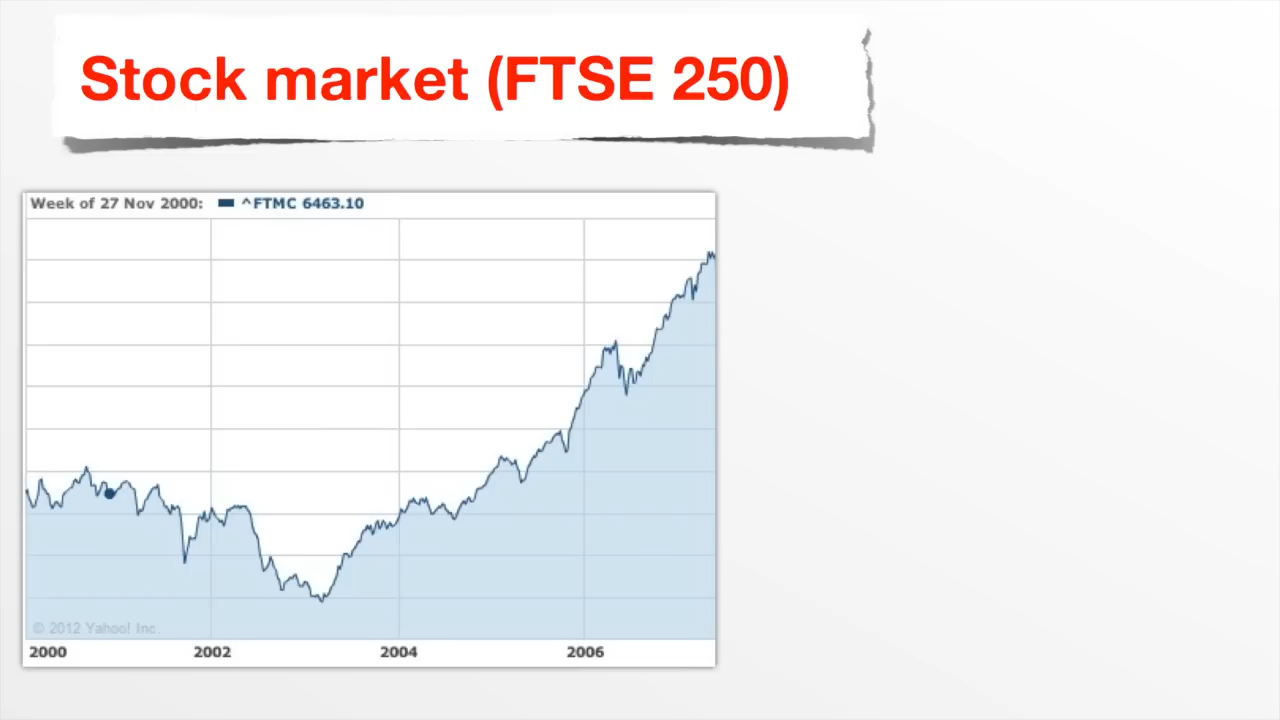 Stock market (FTSE 250)
Week of 27 Nov 2000: ^FTMC 6463.10
© 2012 Yahoo! Inc.
2000 2002 2004 2006